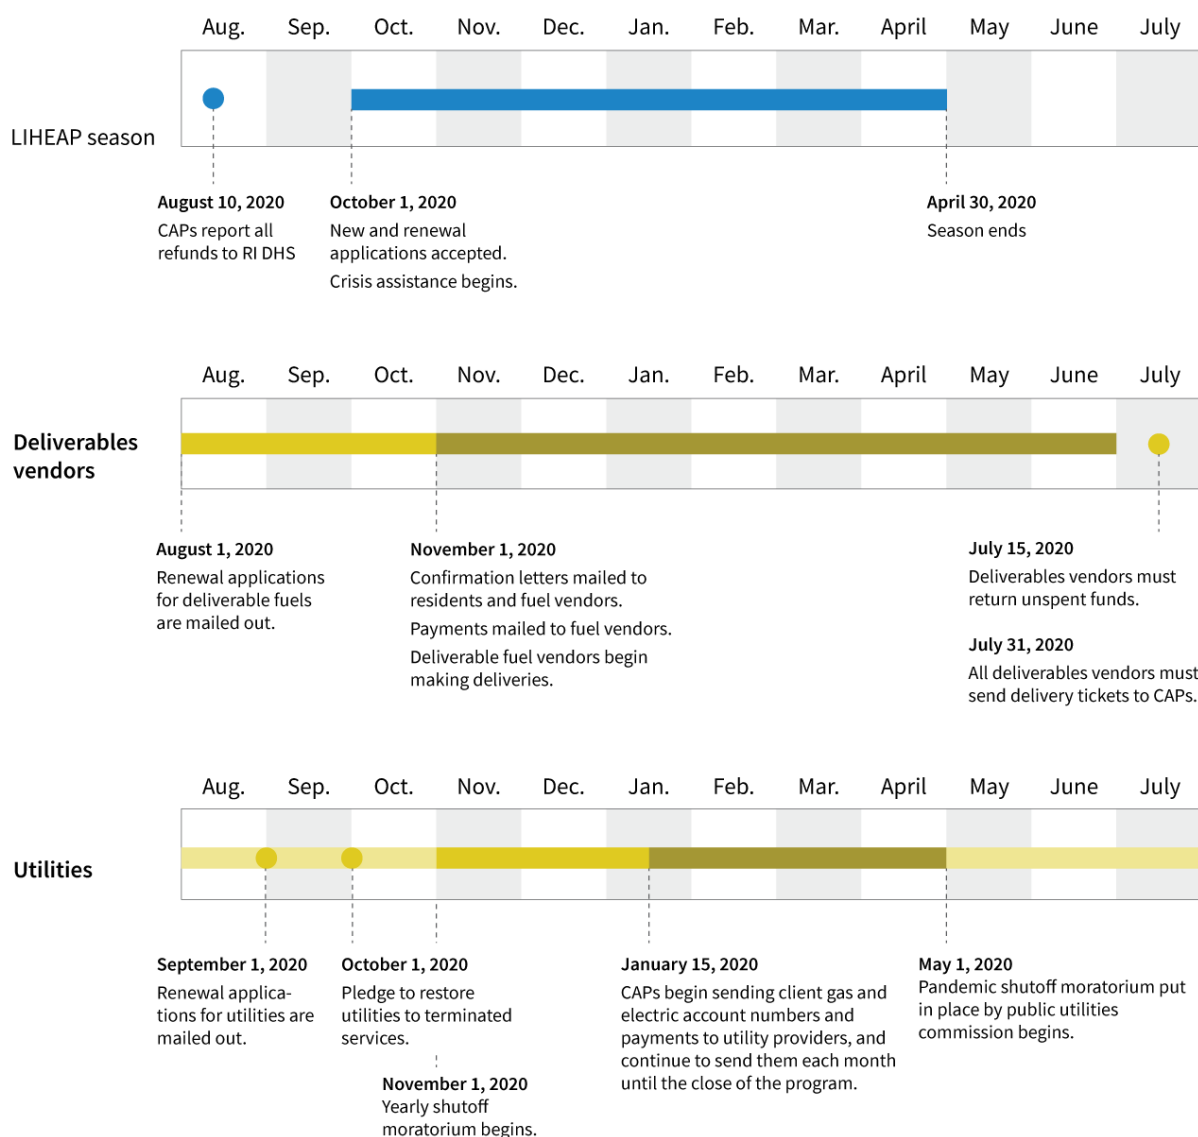 Aug. Sep. Oct. Nov. Dec. Jan. Feb. Mar. April May June July
LIHEAP season
August 10, 2020
CAPs report all
refunds to RI DHS
October 1, 2020
New and renewal
applications accepted.
Crisis assistance begins.
April 30, 2020
Season ends
Aug. Sep. Oct. Nov. Dec. Jan. Feb. Mar. April May June July
Deliverables
vendors
August 1, 2020
Renewal applications
for deliverable fuels
are mailed out.
November 1, 2020
Confirmation letters mailed to
residents and fuel vendors.
Payments mailed to fuel vendors.
Deliverable fuel vendors begin
making deliveries.
July 15, 2020
Deliverables vendors must
return unspent funds.
July 31, 2020
All deliverables vendors must
send delivery tickets to CAPs.
Aug. Sep. Oct. Nov. Dec. Jan. Feb. Mar. April May June July
Utilities
September 1, 2020
Renewal applica-
tions for utilities are
mailed out.
October 1, 2020
Pledge to restore
utilities to terminated
services.
November 1, 2020
Yearly shutoff
moratorium begins.
January 15, 2020
CAPs begin sending client gas and
electric account numbers and
payments to utility providers, and
continue to send them each month
until the close of the program.
May 1, 2020
Pandemic shutoff moratorium put
in place by public utilities
commission begins.